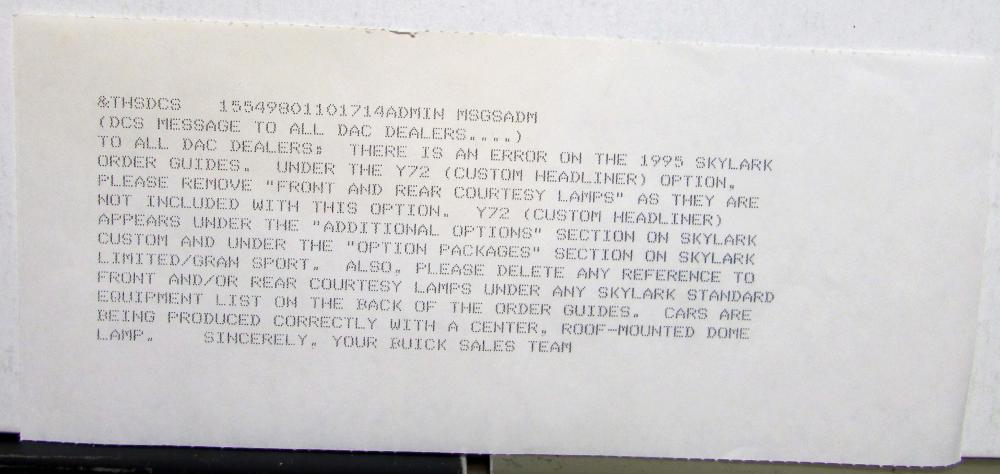 &THSDCS   15549801101714ADMIN MSGSADM
(DCS MESSAGE TO ALL DAC DEALERS....)
TO ALL DAC DEALERS:  THERE IS AN ERROR ON THE 1995 SKYLARK
ORDER GUIDES.  UNDER THE Y72 (CUSTOM HEADLINER) OPTION,
PLEASE REMOVE "FRONT AND REAR COURTESY LAMPS" AS THEY ARE
NOT INCLUDED WITH THIS OPTION.  Y72 (CUSTOM HEADLINER)
APPEARS UNDER THE "ADDITIONAL OPTIONS" SECTION ON SKYLARK
CUSTOM AND UNDER THE "OPTION PACKAGES" SECTION ON SKYLARK
LIMITED/GRAN SPORT.  ALSO, PLEASE DELETE ANY REFERENCE TO
FRONT AND/OR REAR COURTESY LAMPS UNDER ANY SKYLARK STANDARD
EQUIPMENT LIST ON THE BACK OF THE ORDER GUIDES.  CARS ARE
BEING PRODUCED CORRECTLY WITH A CENTER, ROOF-MOUNTED DOME
LAMP.    SINCERELY, YOUR BUICK SALES TEAM